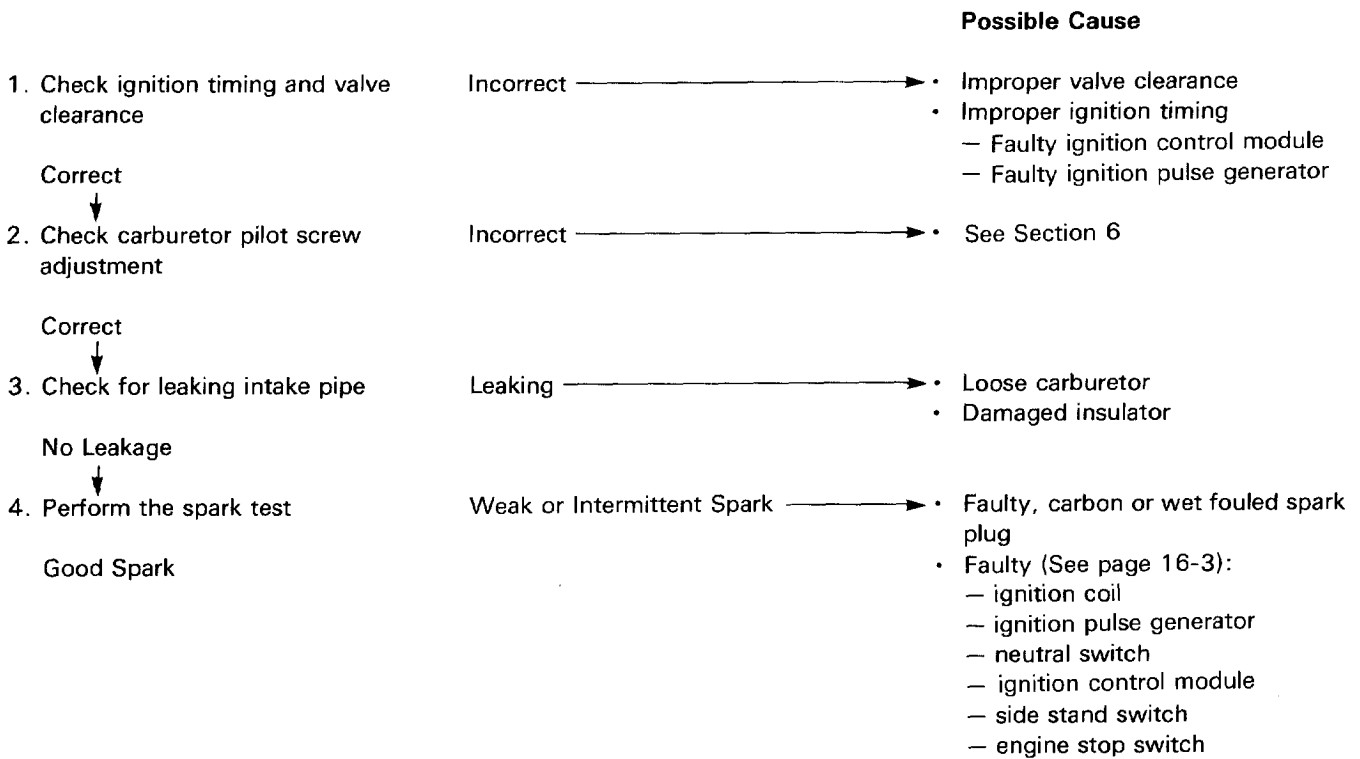 Possible Cause
1. Check ignition timing and valve clearance
Incorrect
• Improper valve clearance
• Improper ignition timing
— Faulty ignition control module
— Faulty ignition pulse generator
Correct
2. Check carburetor pilot screw adjustment
Incorrect
• See Section 6
Correct
3. Check for leaking intake pipe
Leaking
• Loose carburetor
• Damaged insulator
No Leakage
4. Perform the spark test
Weak or Intermittent Spark
• Faulty, carbon or wet fouled spark plug
• Faulty (See page 16-3):
— ignition coil
— ignition pulse generator
— neutral switch
— ignition control module
— side stand switch
— engine stop switch
Good Spark